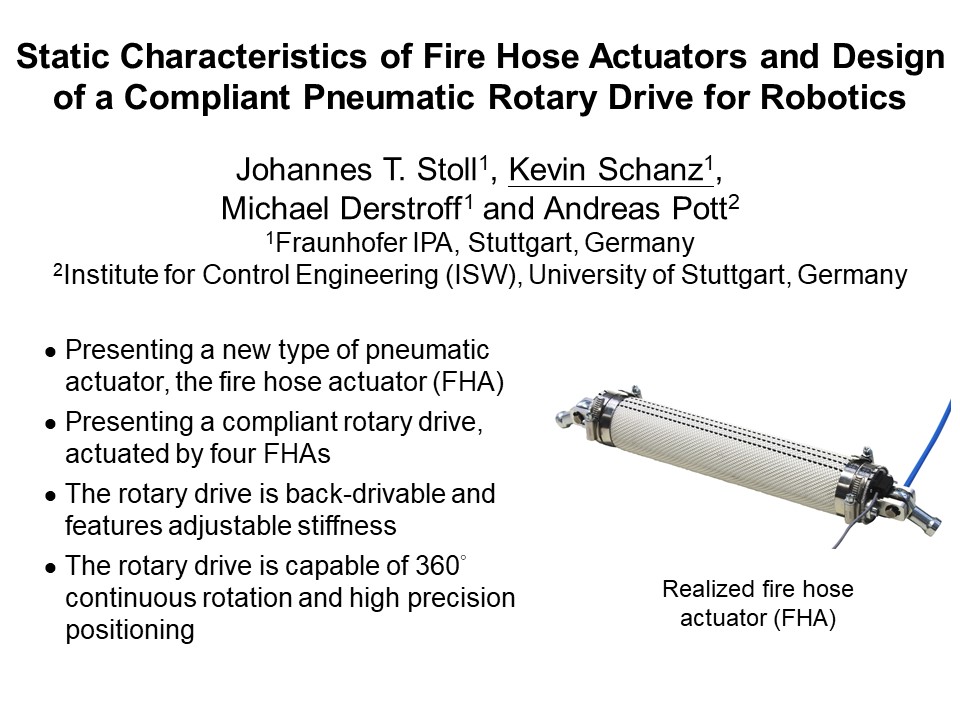 Static Characteristics of Fire Hose Actuators and Design
of a Compliant Pneumatic Rotary Drive for Robotics
Johannes T. Stoll¹, Kevin Schanz¹,
Michael Derstroff¹ and Andreas Pott²
¹Fraunhofer IPA, Stuttgart, Germany
²Institute for Control Engineering (ISW), University of Stuttgart, Germany
● Presenting a new type of pneumatic
actuator, the fire hose actuator (FHA)
● Presenting a compliant rotary drive,
actuated by four FHAs
● The rotary drive is back-drivable and
features adjustable stiffness
● The rotary drive is capable of 360°
continuous rotation and high precision
positioning
Realized fire hose
actuator (FHA)